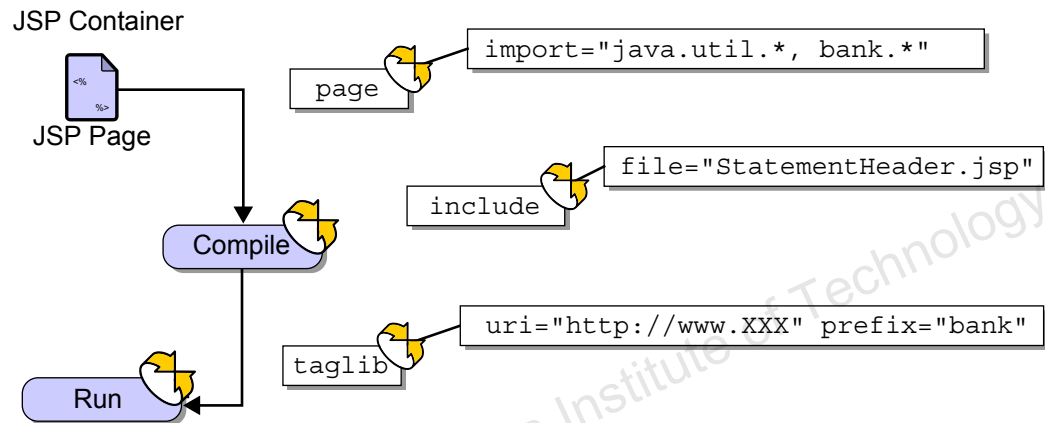 JSP Container
<%
%>
JSP Page
Compile
Run
page
import="java.util.*, bank.*"
include
file="StatementHeader.jsp"
taglib
uri="http://www.XXX" prefix="bank"
Institute of Technology